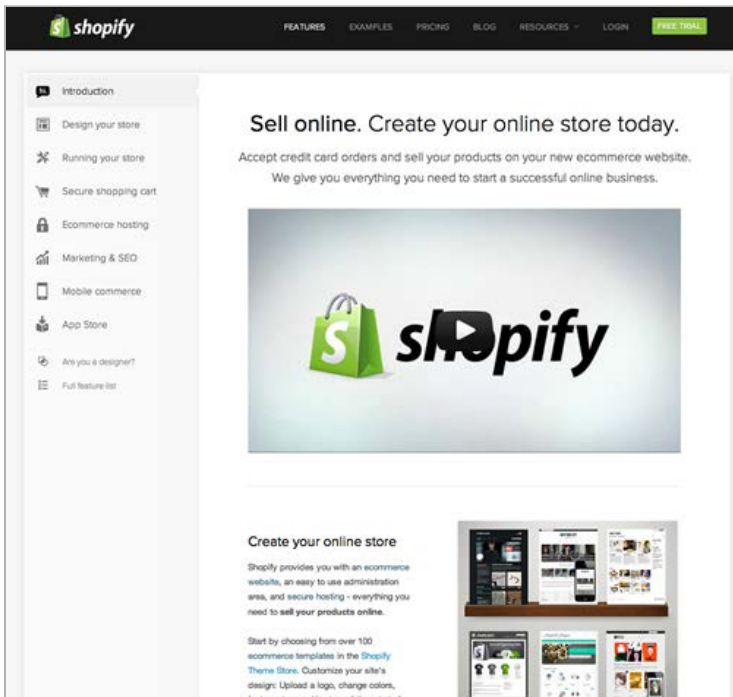 shopify
FEATURES EXAMPLES PRICING BLOG RESOURCES LOGIN FREE TRIAL
Introduction
Design your store
Running your store
Secure shopping cart
Ecommerce hosting
Marketing & SEO
Mobile commerce
App Store
Are you a designer?
Full feature list
Sell online. Create your online store today.
Accept credit card orders and sell your products on your new ecommerce website.
We give you everything you need to start a successful online business.
shopify
Create your online store
Shopify provides you with an ecommerce
website, an easy to use administration
area, and secure hosting - everything you
need to sell your products online.
Start by choosing from over 100
ecommerce templates in the Shopify
Theme Store. Customize your site's
design: Upload a logo, change colors,